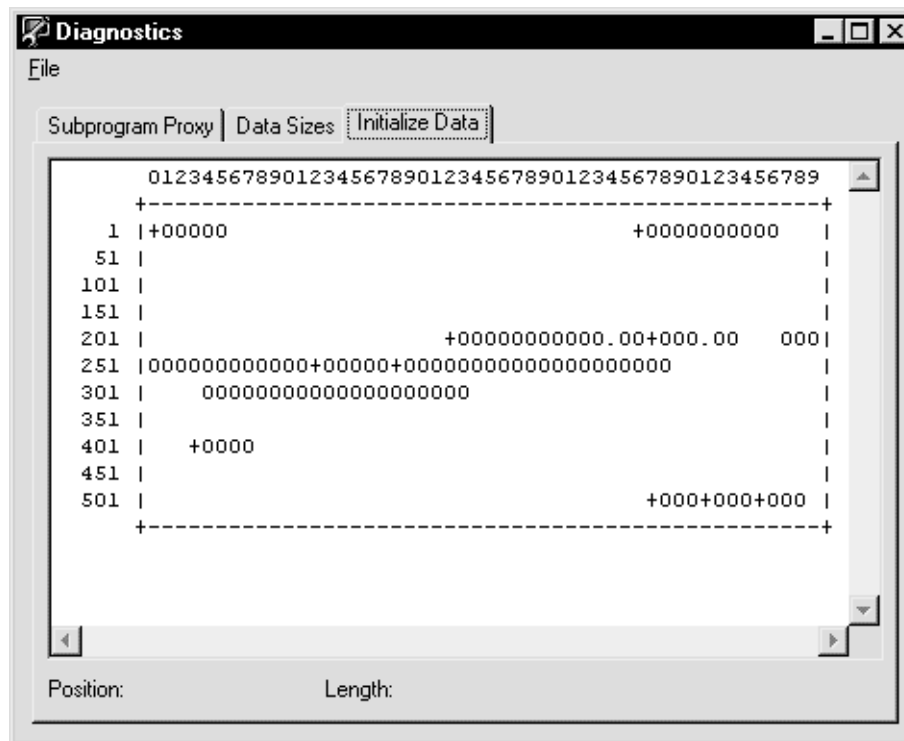 Diagnostics
File
Subprogram Proxy Data Sizes Initialize Data
       01234567890123456789012345678901234567890123456789
      +--------------------------------------------------+
    1 |+00000                              +0000000000   |
   51 |                                                  |
  101 |                                                  |
  151 |                                                  |
  201 |                      +00000000000.00+000.00   000|
  251 |000000000000+00000+00000000000000000000           |
  301 |    00000000000000000000                          |
  351 |                                                  |
  401 |   +0000                                          |
  451 |                                                  |
  501 |                                     +000+000+000 |
      +--------------------------------------------------+
Position: Length: